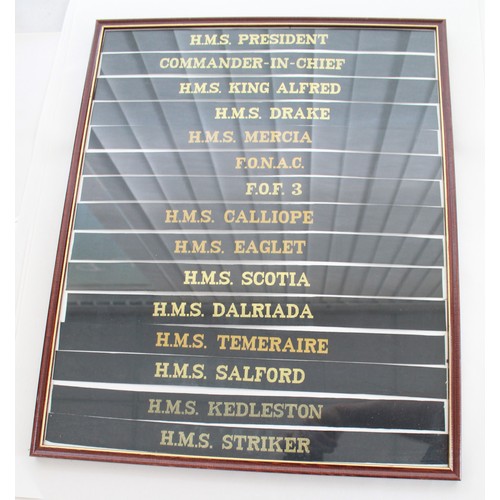 H.M.S. PRESIDENT
COMMANDER-IN-CHIEF
H.M.S. KING ALFRED
H.M.S. DRAKE
H.M.S. MERCIA
F.O.N.A.C.
F.O.F. 3
H.M.S. CALLIOPE
H.M.S. EAGLET
H.M.S. SCOTIA
H.M.S. DALRIADA
H.M.S. TEMERAIRE
H.M.S. SALFORD
H.M.S. KEDLESTON
H.M.S. STRIKER